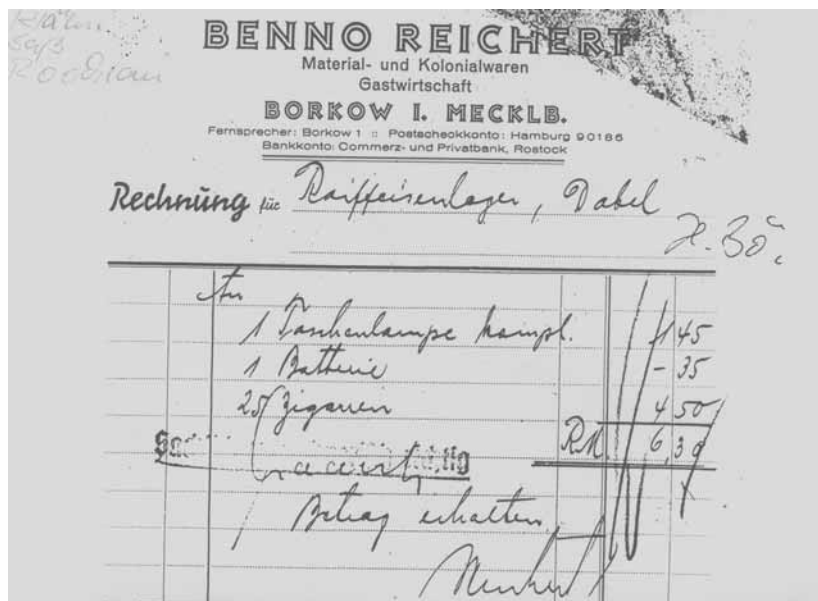 BENNO REICHERT
Material- und Kolonialwaren
Gastwirtschaft
BORKOW I. MECKLB.
Fernsprecher: Borkow 1 :: Postscheckkonto: Hamburg 90186
Bankkonto: Commerz- und Privatbank, Rostock
Rechnung für Raiffeisenlager, Dabel
H. Bö.
An
1 Taschenlampe kompl. 1 45
1 Batterie - 35
25 Zigarren 4 50
RM. 6,30
Betrag erhalten
Reichert